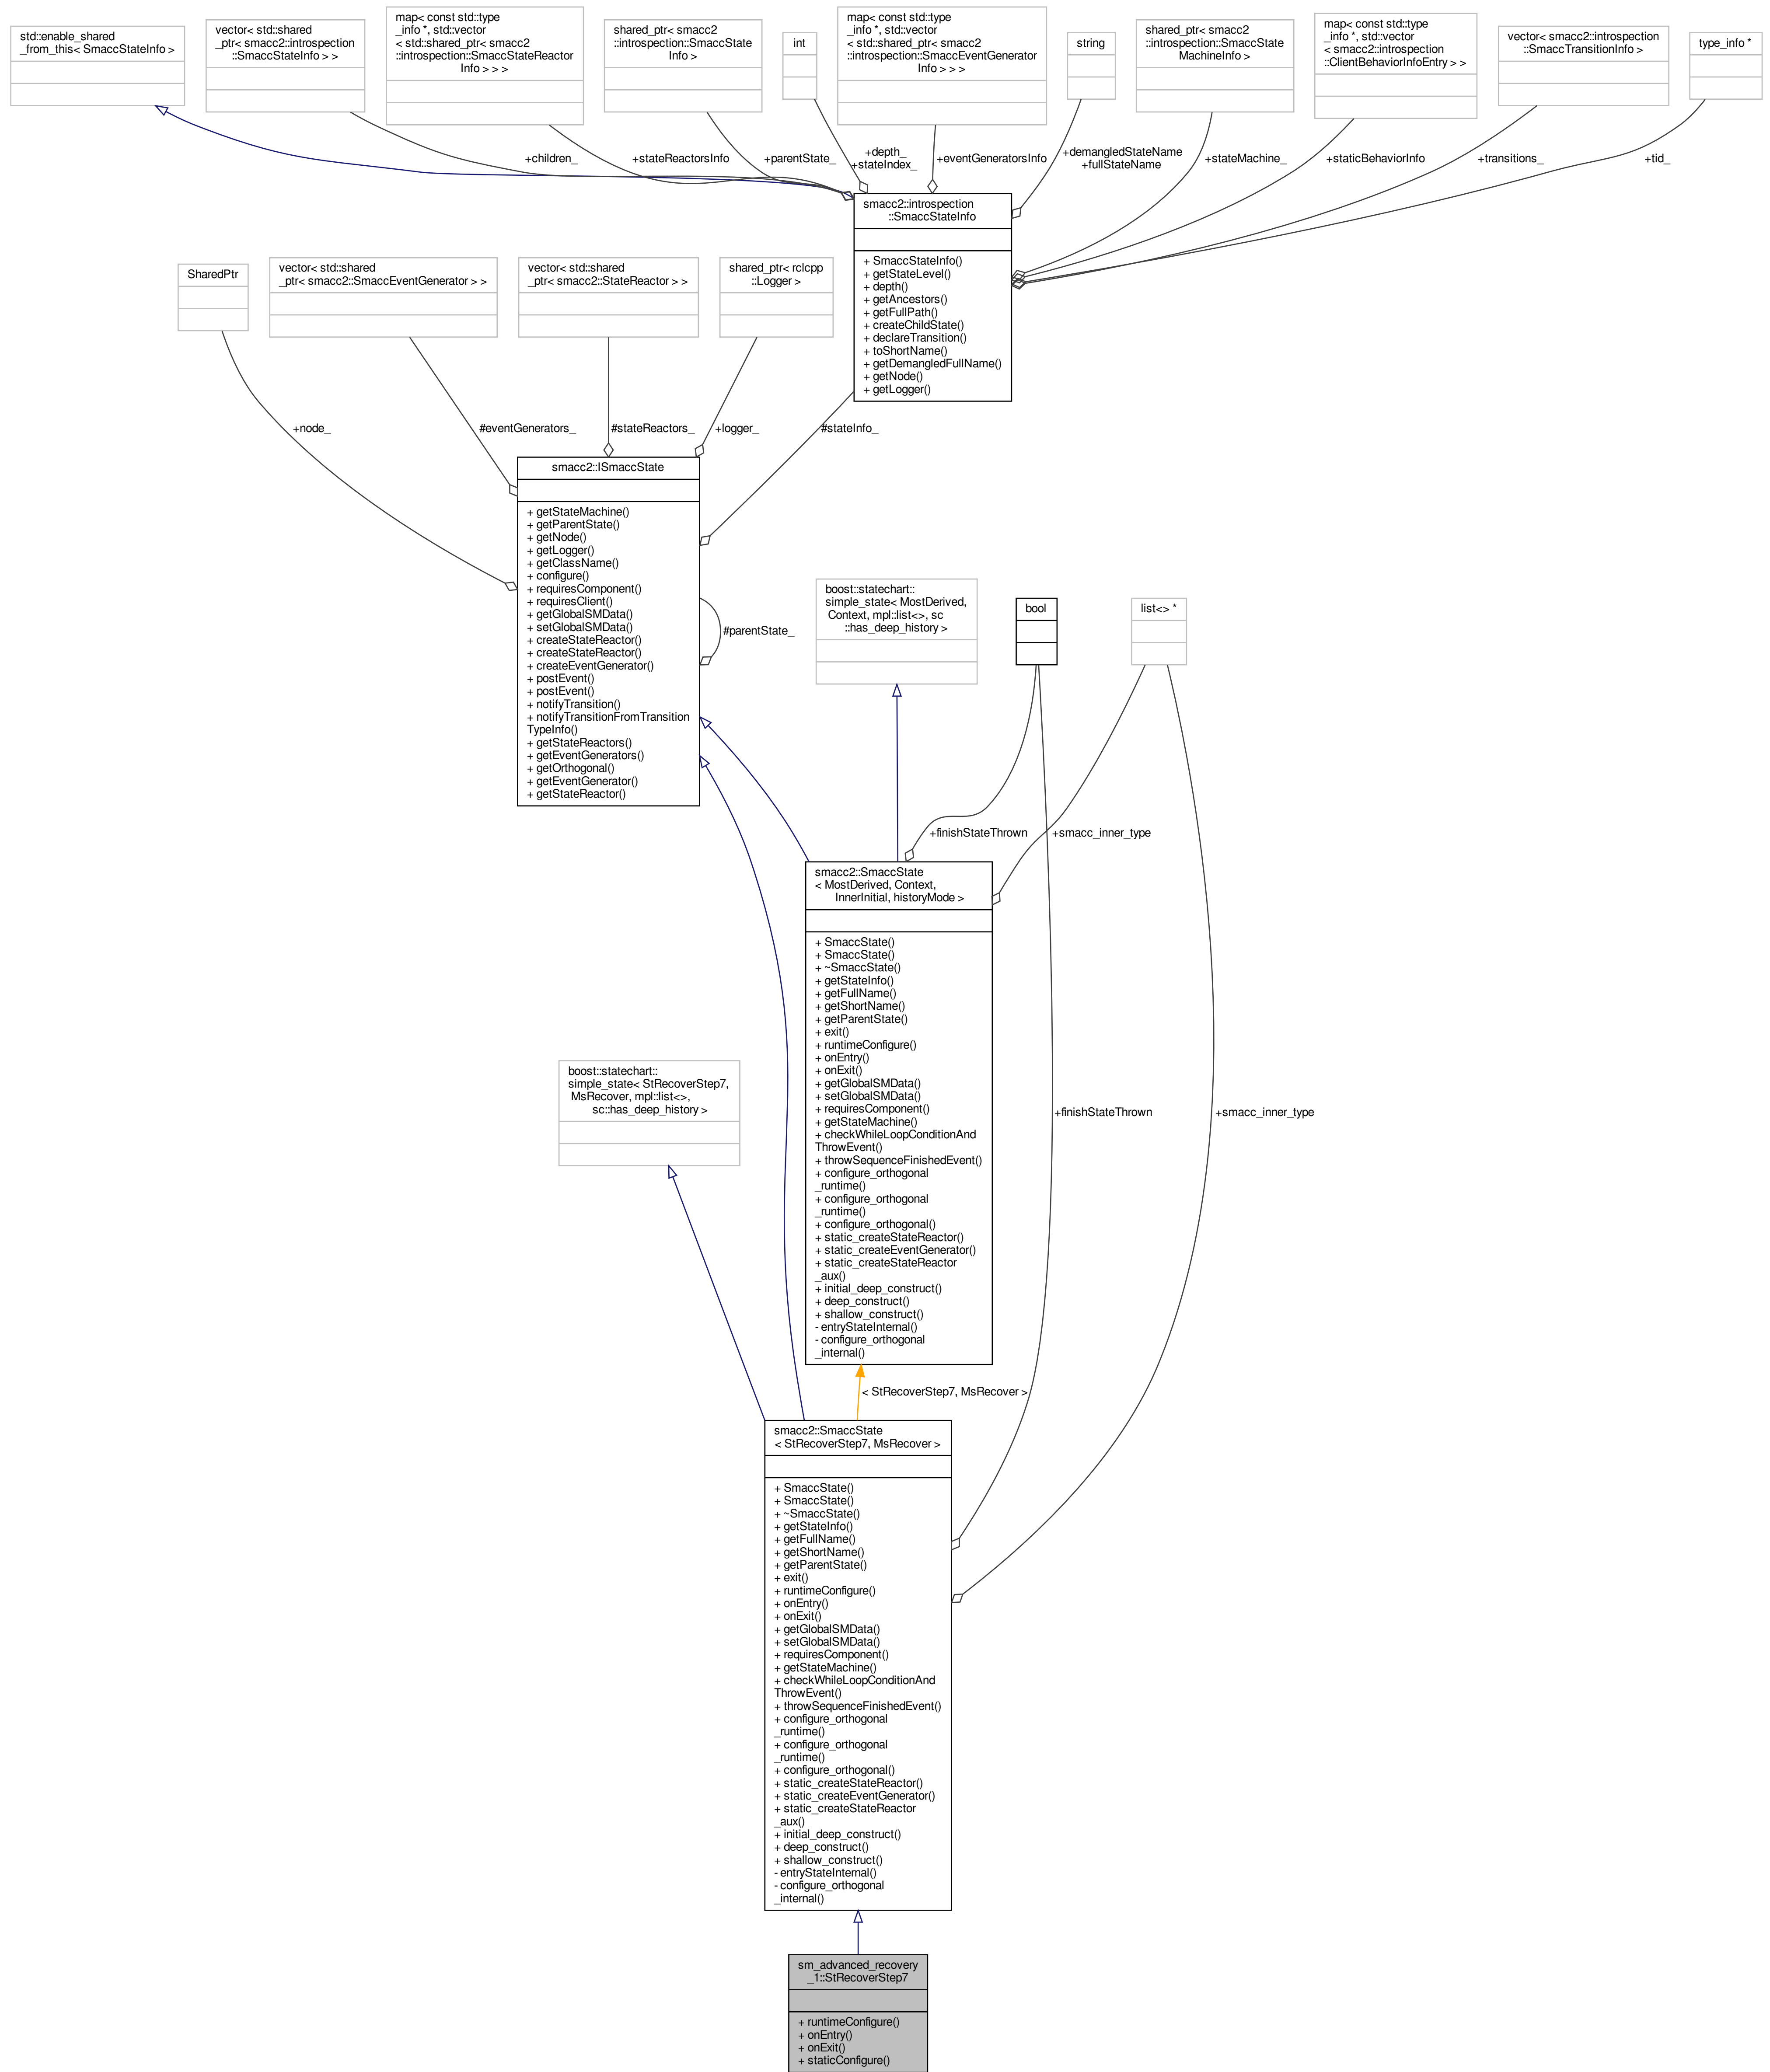 std::enable_shared
_from_this< SmaccStateInfo >
vector< std::shared
_ptr< smacc2::introspection
::SmaccStateInfo > >
map< const std::type
_info *, std::vector
< std::shared_ptr< smacc2
::introspection::SmaccStateReactor
Info > > >
shared_ptr< smacc2
::introspection::SmaccState
Info >
int
map< const std::type
_info *, std::vector
< std::shared_ptr< smacc2
::introspection::SmaccEventGenerator
Info > > >
string
shared_ptr< smacc2
::introspection::SmaccState
MachineInfo >
map< const std::type
_info *, std::vector
< smacc2::introspection
::ClientBehaviorInfoEntry > >
vector< smacc2::introspection
::SmaccTransitionInfo >
type_info *
+children_
+stateReactorsInfo
+parentState_
+depth_
+stateIndex_
+eventGeneratorsInfo
+demangledStateName
+fullStateName
+stateMachine_
+staticBehaviorInfo
+transitions_
+tid_
smacc2::introspection
::SmaccStateInfo
+ SmaccStateInfo()
+ getStateLevel()
+ depth()
+ getAncestors()
+ getFullPath()
+ createChildState()
+ declareTransition()
+ toShortName()
+ getDemangledFullName()
+ getNode()
+ getLogger()
SharedPtr
vector< std::shared
_ptr< smacc2::SmaccEventGenerator > >
vector< std::shared
_ptr< smacc2::StateReactor > >
shared_ptr< rclcpp
::Logger >
+node_
#eventGenerators_
#stateReactors_
+logger_
#stateInfo_
smacc2::ISmaccState
+ getStateMachine()
+ getParentState()
+ getNode()
+ getLogger()
+ getClassName()
+ configure()
+ requiresComponent()
+ requiresClient()
+ getGlobalSMData()
+ setGlobalSMData()
+ createStateReactor()
+ createStateReactor()
+ createEventGenerator()
+ postEvent()
+ postEvent()
+ notifyTransition()
+ notifyTransitionFromTransition
TypeInfo()
+ getStateReactors()
+ getEventGenerators()
+ getOrthogonal()
+ getEventGenerator()
+ getStateReactor()
#parentState_
boost::statechart::
simple_state< MostDerived,
Context, mpl::list<>, sc
::has_deep_history >
bool
list<> *
+finishStateThrown
+smacc_inner_type
smacc2::SmaccState
< MostDerived, Context,
InnerInitial, historyMode >
+ SmaccState()
+ SmaccState()
+ ~SmaccState()
+ getStateInfo()
+ getFullName()
+ getShortName()
+ getParentState()
+ exit()
+ runtimeConfigure()
+ onEntry()
+ onExit()
+ getGlobalSMData()
+ setGlobalSMData()
+ requiresComponent()
+ getStateMachine()
+ checkWhileLoopConditionAnd
ThrowEvent()
+ throwSequenceFinishedEvent()
+ configure_orthogonal
_runtime()
+ configure_orthogonal
_runtime()
+ configure_orthogonal()
+ static_createStateReactor()
+ static_createEventGenerator()
+ static_createStateReactor
_aux()
+ initial_deep_construct()
+ deep_construct()
+ shallow_construct()
- entryStateInternal()
- configure_orthogonal
_internal()
boost::statechart::
simple_state< StRecoverStep7,
MsRecover, mpl::list<>,
sc::has_deep_history >
+finishStateThrown
+smacc_inner_type
< StRecoverStep7, MsRecover >
smacc2::SmaccState
< StRecoverStep7, MsRecover >
+ SmaccState()
+ SmaccState()
+ ~SmaccState()
+ getStateInfo()
+ getFullName()
+ getShortName()
+ getParentState()
+ exit()
+ runtimeConfigure()
+ onEntry()
+ onExit()
+ getGlobalSMData()
+ setGlobalSMData()
+ requiresComponent()
+ getStateMachine()
+ checkWhileLoopConditionAnd
ThrowEvent()
+ throwSequenceFinishedEvent()
+ configure_orthogonal
_runtime()
+ configure_orthogonal
_runtime()
+ configure_orthogonal()
+ static_createStateReactor()
+ static_createEventGenerator()
+ static_createStateReactor
_aux()
+ initial_deep_construct()
+ deep_construct()
+ shallow_construct()
- entryStateInternal()
- configure_orthogonal
_internal()
sm_advanced_recovery
_1::StRecoverStep7
+ runtimeConfigure()
+ onEntry()
+ onExit()
+ staticConfigure()